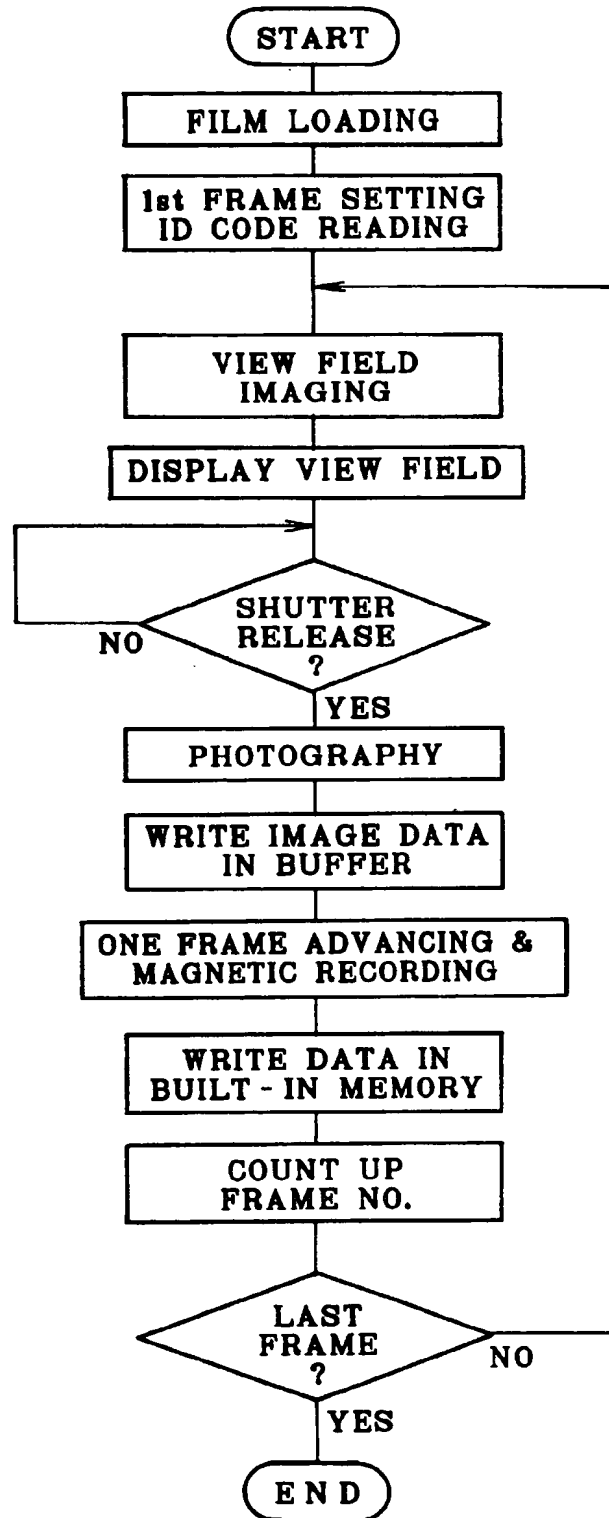 START
FILM LOADING
1st FRAME SETTING
ID CODE READING
VIEW FIELD
IMAGING
DISPLAY VIEW FIELD
SHUTTER
RELEASE
?
NO
YES
PHOTOGRAPHY
WRITE IMAGE DATA
IN BUFFER
ONE FRAME ADVANCING &
MAGNETIC RECORDING
WRITE DATA IN
BUILT-IN MEMORY
COUNT UP
FRAME NO.
LAST
FRAME
?
NO
YES
END